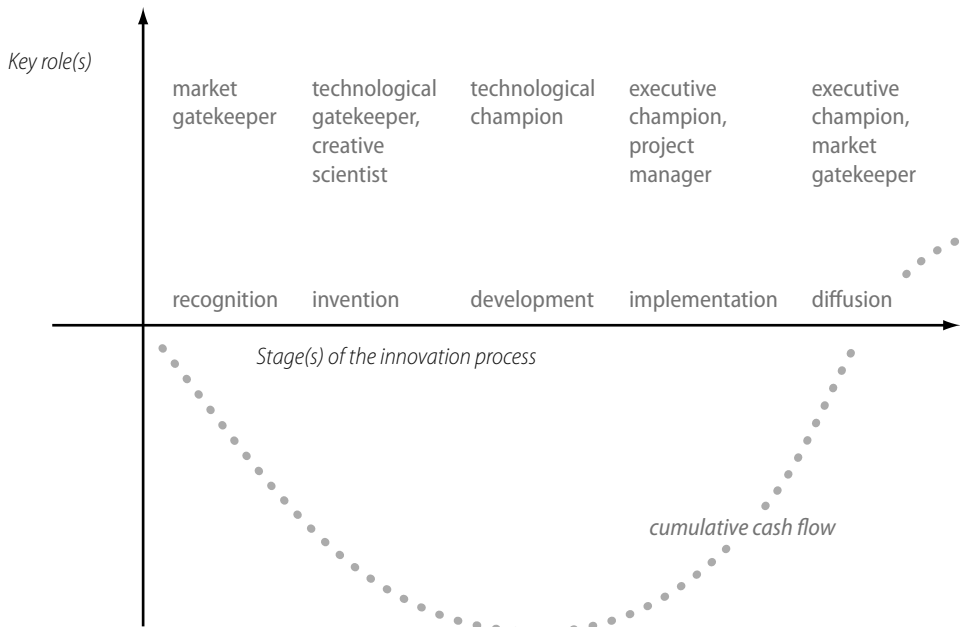 Key role(s)
market
gatekeeper
technological
gatekeeper,
creative
scientist
technological
champion
executive
champion,
project
manager
executive
champion,
market
gatekeeper
recognition
invention
development
implementation
diffusion
Stage(s) of the innovation process
cumulative cash flow